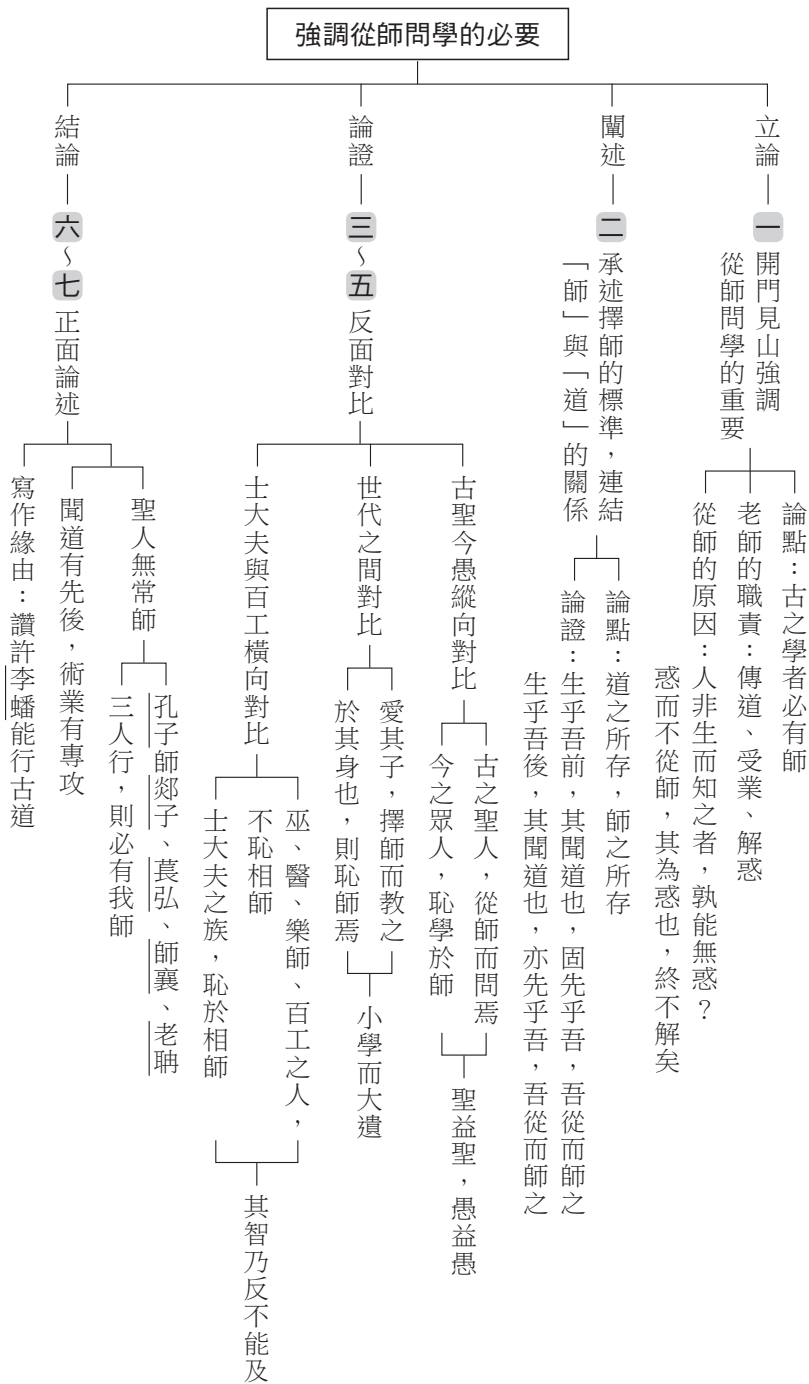 強調從師問學的必要
立論
一
開門見山強調
從師問學的重要
論點：古之學者必有師
老師的職責：傳道、受業、解惑
從師的原因：人非生而知之者，孰能無惑？
惑而不從師，其為惑也，終不解矣
闡述
二
承述擇師的標準，連結
「師」與「道」的關係
論點：道之所存，師之所存
論證：生乎吾前，其聞道也，固先乎吾，吾從而師之
生乎吾後，其聞道也，亦先乎吾，吾從而師之
論證
三～五
反面對比
古聖今愚縱向對比
古之聖人，從師而問焉
今之眾人，恥學於師
聖益聖，愚益愚
世代之間對比
愛其子，擇師而教之
於其身也，則恥師焉
小學而大遺
士大夫與百工橫向對比
巫、醫、樂師、百工之人，
不恥相師
士大夫之族，恥於相師
其智乃反不能及
結論
六～七
正面論述
聖人無常師
孔子師郯子、萇弘、師襄、老聃
三人行，則必有我師
聞道有先後，術業有專攻
寫作緣由：讚許李蟠能行古道